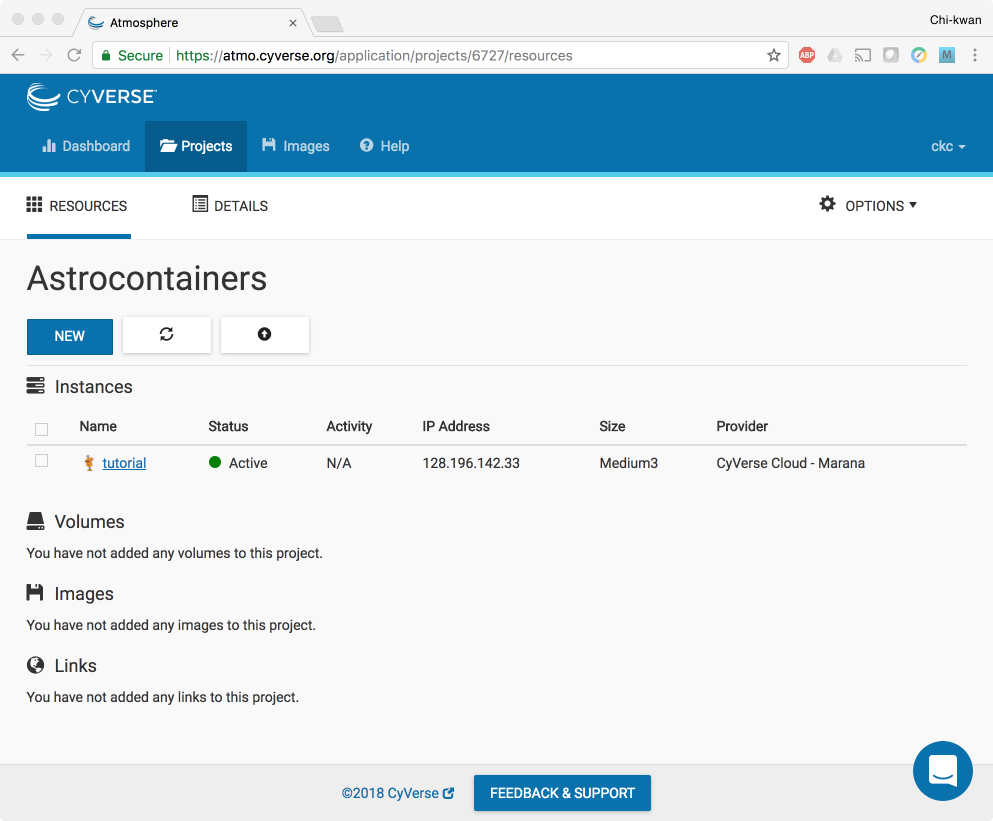 Atmosphere
Chi-kwan
Secure https://atmo.cyverse.org/application/projects/6727/resources
ABP
M
CYVERSE™
Dashboard Projects Images Help ckc
RESOURCES DETAILS OPTIONS
Astrocontainers
NEW
Instances
Name Status Activity IP Address Size Provider
tutorial Active N/A 128.196.142.33 Medium3 CyVerse Cloud - Marana
Volumes
You have not added any volumes to this project.
Images
You have not added any images to this project.
Links
You have not added any links to this project.
©2018 CyVerse FEEDBACK & SUPPORT